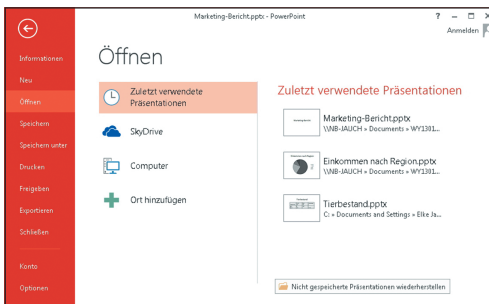 Marketing-Bericht.pptx - PowerPoint
?
Anmelden
Informationen
Neu
Öffnen
Speichern
Speichern unter
Drucken
Freigeben
Exportieren
Schließen
Konto
Optionen
Öffnen
Zuletzt verwendete
Präsentationen
SkyDrive
Computer
Ort hinzufügen
Zuletzt verwendete Präsentationen
Marketing-Bericht.pptx
\\NB-JAUCH » Documents » WY1301...
Einkommen nach Region.pptx
\\NB-JAUCH » Documents » WY1301...
Tierbestand.pptx
C: » Documents and Settings » Elke Ja...
Nicht gespeicherte Präsentationen wiederherstellen